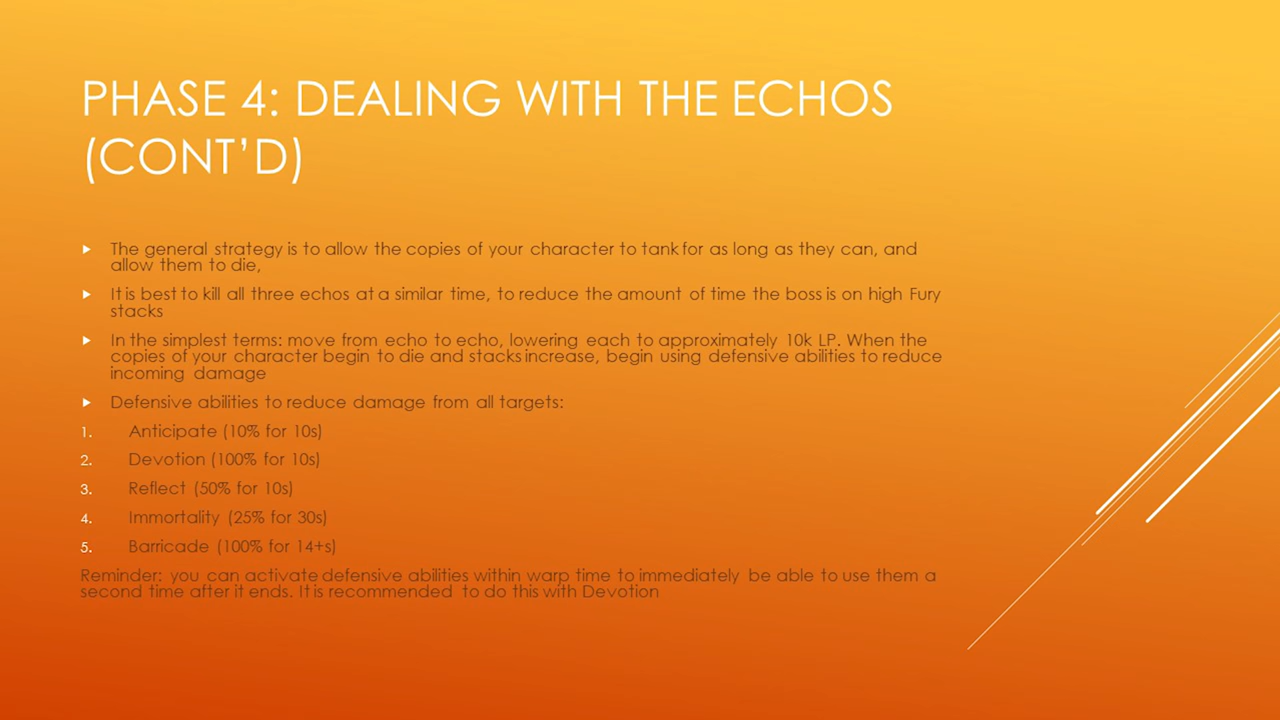 PHASE 4: DEALING WITH THE ECHOS
(CONT’D)
The general strategy is to allow the copies of your character to tank for as long as they can, and
allow them to die,
It is best to kill all three echos at a similar time, to reduce the amount of time the boss is on high Fury
stacks
In the simplest terms: move from echo to echo, lowering each to approximately 10k LP. When the
copies of your character begin to die and stacks increase, begin using defensive abilities to reduce
incoming damage
Defensive abilities to reduce damage from all targets:
1. Anticipate (10% for 10s)
2. Devotion (100% for 10s)
3. Reflect (50% for 10s)
4. Immortality (25% for 30s)
5. Barricade (100% for 14+s)
Reminder: you can activate defensive abilities within warp time to immediately be able to use them a
second time after it ends. It is recommended to do this with Devotion